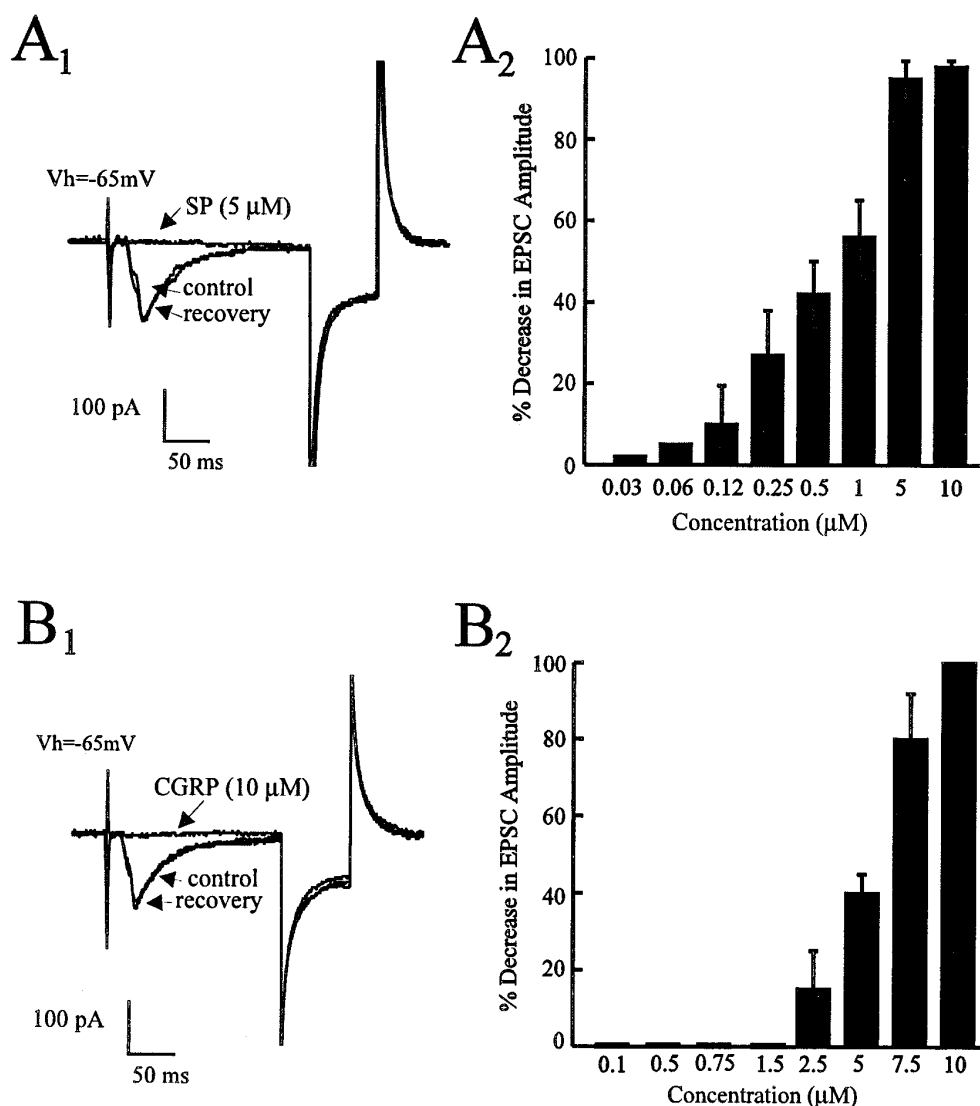 A1
Vh=-65mV
SP (5 μM)
control
recovery
100 pA
50 ms
A2
% Decrease in EPSC Amplitude
100
80
60
40
20
0
0.03 0.06 0.12 0.25 0.5 1 5 10
Concentration (μM)
B1
Vh=-65mV
CGRP (10 μM)
control
recovery
100 pA
50 ms
B2
% Decrease in EPSC Amplitude
100
80
60
40
20
0
0.1 0.5 0.75 1.5 2.5 5 7.5 10
Concentration (μM)